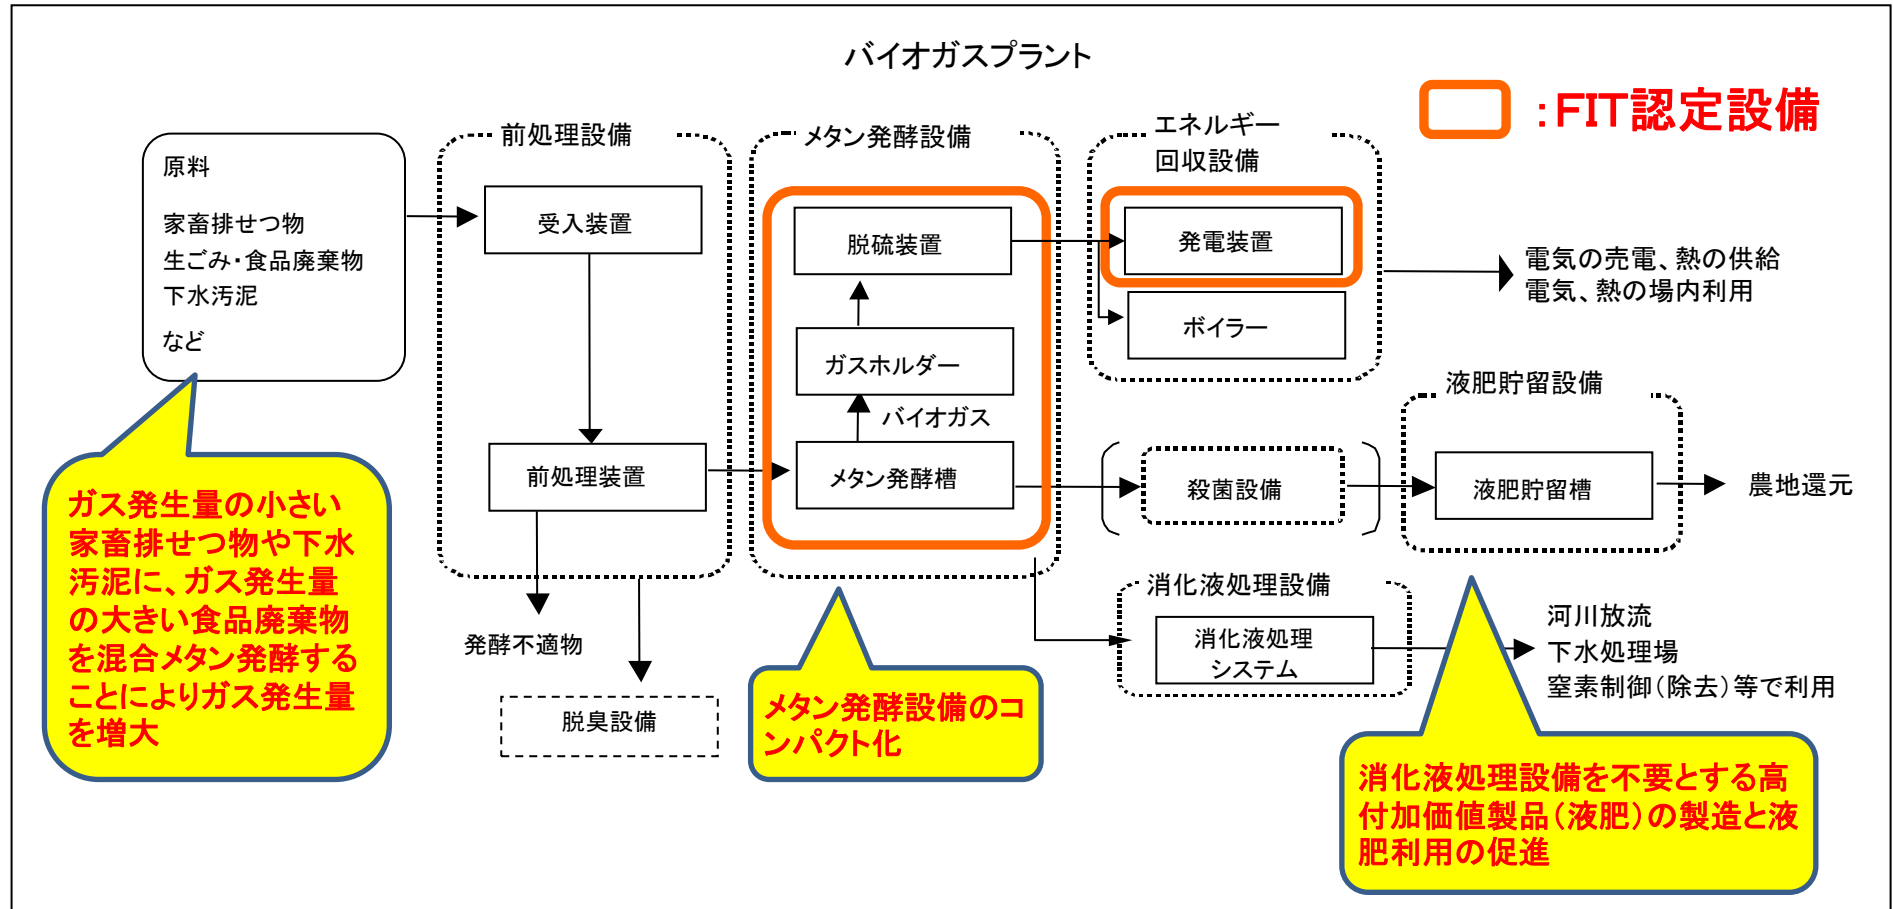 バイオガスプラント
:FIT認定設備
原料
家畜排せつ物
生ごみ・食品廃棄物
下水汚泥
など
前処理設備
受入装置
前処理装置
メタン発酵設備
脱硫装置
ガスホルダー
バイオガス
メタン発酵槽
エネルギー
回収設備
発電装置
ボイラー
電気の売電、熱の供給
電気、熱の場内利用
液肥貯留設備
殺菌設備
液肥貯留槽
農地還元
消化液処理設備
消化液処理
システム
河川放流
下水処理場
窒素制御(除去)等で利用
発酵不適物
脱臭設備
ガス発生量の小さい
家畜排せつ物や下水
汚泥に、ガス発生量
の大きい食品廃棄物
を混合メタン発酵する
ことによりガス発生量
を増大
メタン発酵設備のコ
ンパクト化
消化液処理設備を不要とする高
付加価値製品(液肥)の製造と液
肥利用の促進